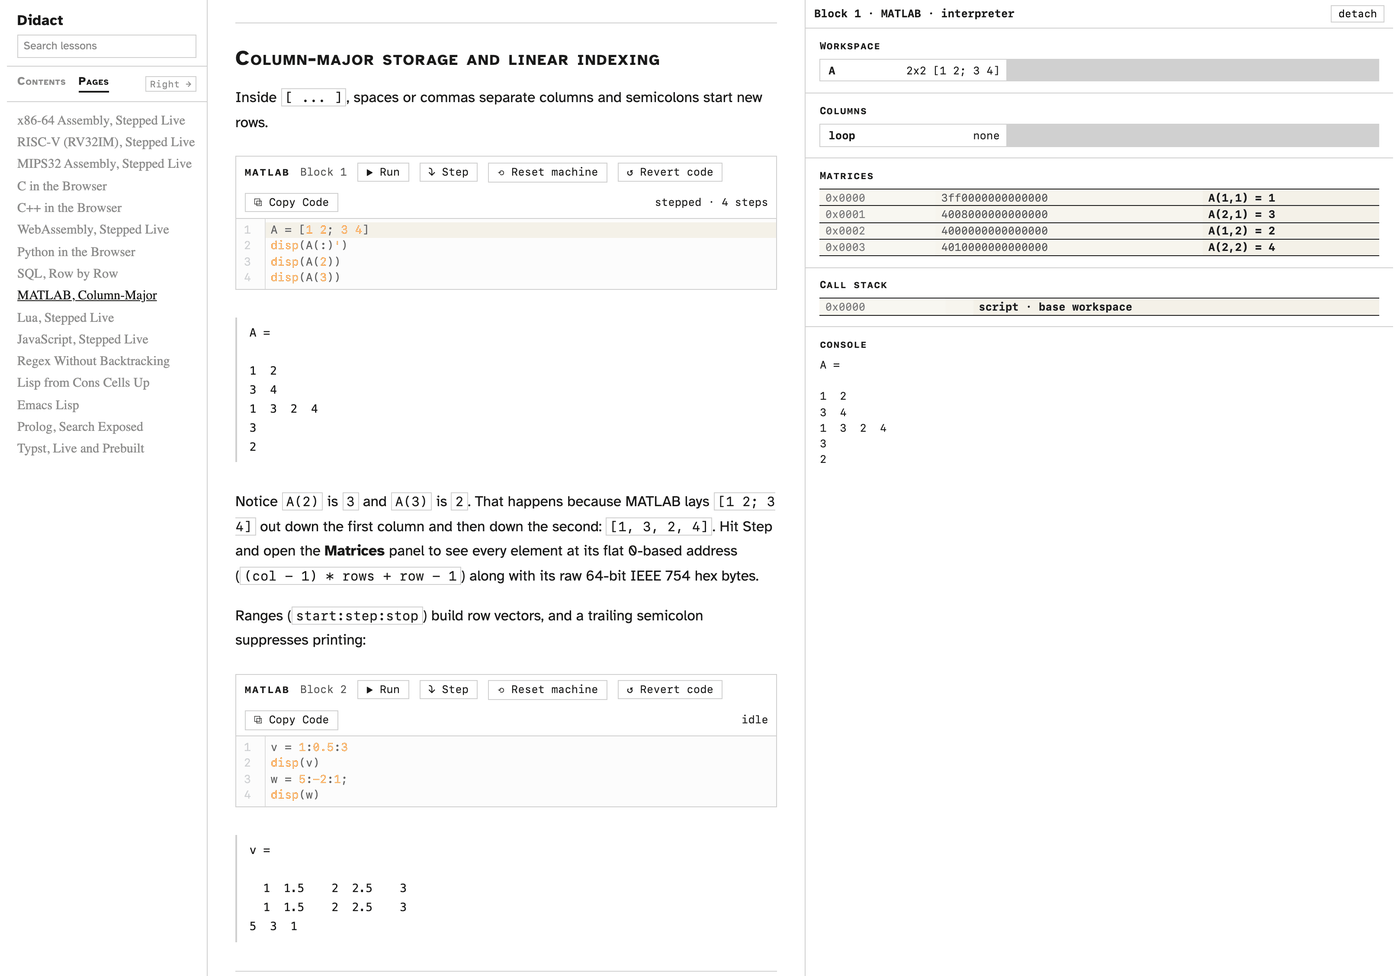 Didact
Search lessons
Contents Pages Right →
x86-64 Assembly, Stepped Live
RISC-V (RV32IM), Stepped Live
MIPS32 Assembly, Stepped Live
C in the Browser
C++ in the Browser
WebAssembly, Stepped Live
Python in the Browser
SQL, Row by Row
MATLAB, Column-Major
Lua, Stepped Live
JavaScript, Stepped Live
Regex Without Backtracking
Lisp from Cons Cells Up
Emacs Lisp
Prolog, Search Exposed
Typst, Live and Prebuilt
Column-major storage and linear indexing
Inside [ ... ], spaces or commas separate columns and semicolons start new
rows.
MATLAB Block 1 ▶ Run ⤵ Step ⟲ Reset machine ↺ Revert code
⧉ Copy Code stepped · 4 steps
1 A = [1 2; 3 4]
2 disp(A(:)')
3 disp(A(2))
4 disp(A(3))
A =
1 2
3 4
1 3 2 4
3
2
Notice A(2) is 3 and A(3) is 2. That happens because MATLAB lays [1 2; 3
4] out down the first column and then down the second: [1, 3, 2, 4]. Hit Step
and open the Matrices panel to see every element at its flat 0-based address
((col - 1) * rows + row - 1) along with its raw 64-bit IEEE 754 hex bytes.
Ranges (start:step:stop) build row vectors, and a trailing semicolon
suppresses printing:
MATLAB Block 2 ▶ Run ⤵ Step ⟲ Reset machine ↺ Revert code
⧉ Copy Code idle
1 v = 1:0.5:3
2 disp(v)
3 w = 5:-2:1;
4 disp(w)
v =
1 1.5 2 2.5 3
1 1.5 2 2.5 3
5 3 1
Block 1 · MATLAB · interpreter detach
Workspace
A 2x2 [1 2; 3 4]
Columns
loop none
Matrices
0x0000 3ff0000000000000 A(1,1) = 1
0x0001 4008000000000000 A(2,1) = 3
0x0002 4000000000000000 A(1,2) = 2
0x0003 4010000000000000 A(2,2) = 4
Call stack
0x0000 script · base workspace
Console
A =
1 2
3 4
1 3 2 4
3
2